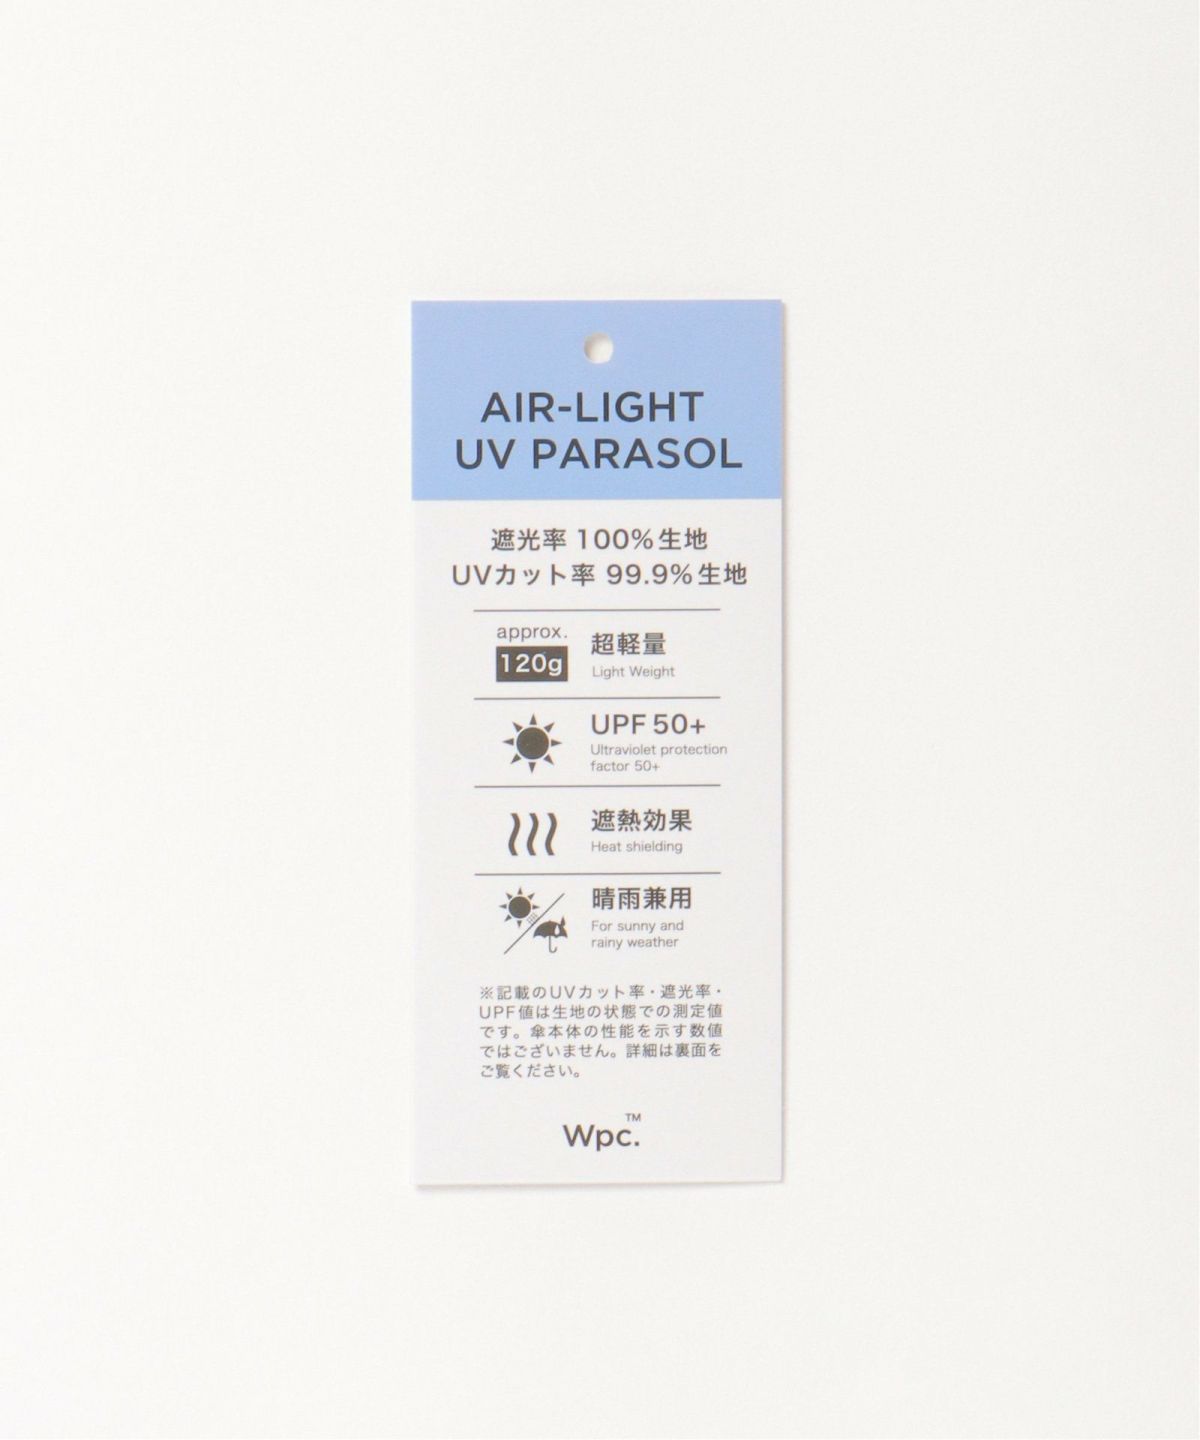 AIR-LIGHT
UV PARASOL
遮光率 100%生地
UVカット率 99.9%生地
approx.
120g
超軽量
Light Weight
UPF 50+
Ultraviolet protection
factor 50+
遮熱効果
Heat shielding
晴雨兼用
For sunny and
rainy weather
※記載のUVカット率・遮光率・
UPF値は生地の状態での測定値
です。傘本体の性能を示す数値
ではございません。詳細は裏面を
ご覧ください。
Wpc.™